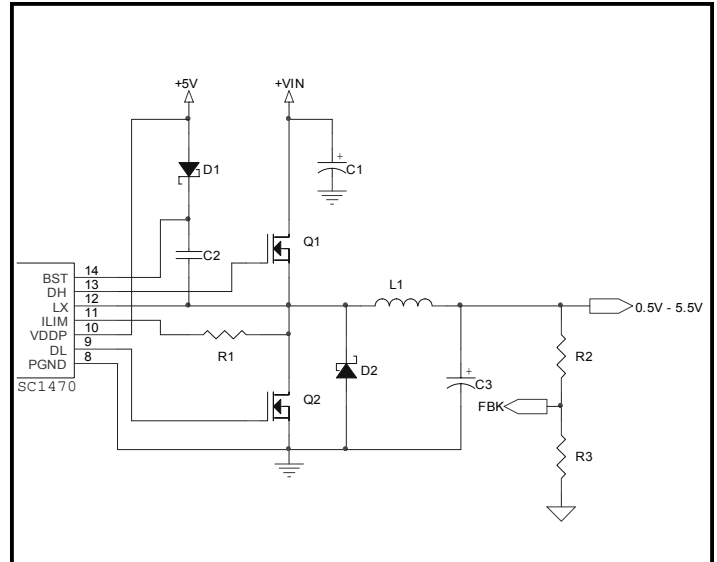 +5V
+VIN
D1
+
C1
C2
Q1
14
BST
13
DH
12
LX
11
ILIM
10
VDDP
9
DL
8
PGND
SC1470
L1
0.5V - 5.5V
R1
R2
D2
+
C3
FBK
Q2
R3